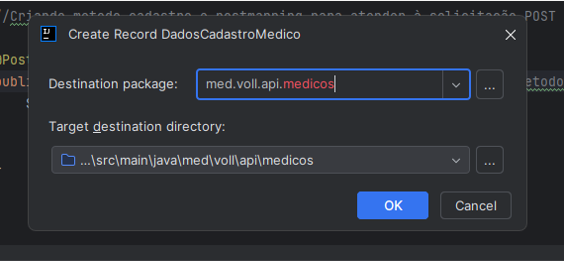 //Criando metodo cadastro e postmapping para atender à solicitação POST
Create Record DadosCadastroMedico
@Post
Destination package: med.voll.api.medicos ...
publi
metodo
S
Target destination directory:
...\src\main\java\med\voll\api\medicos ...
OK Cancel